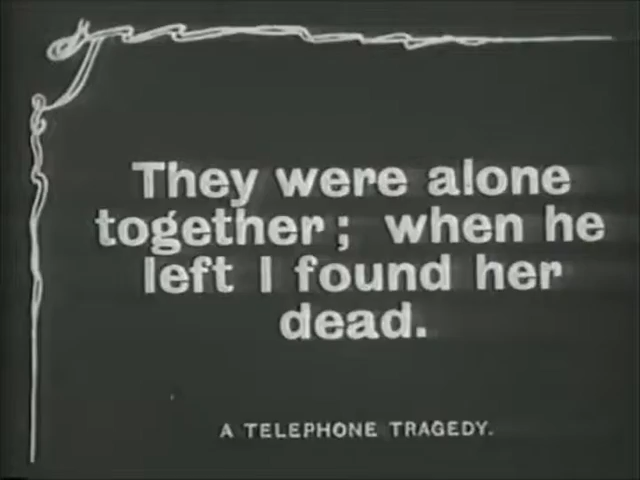 They were alone
together; when he
left I found her
dead.
A TELEPHONE TRAGEDY.